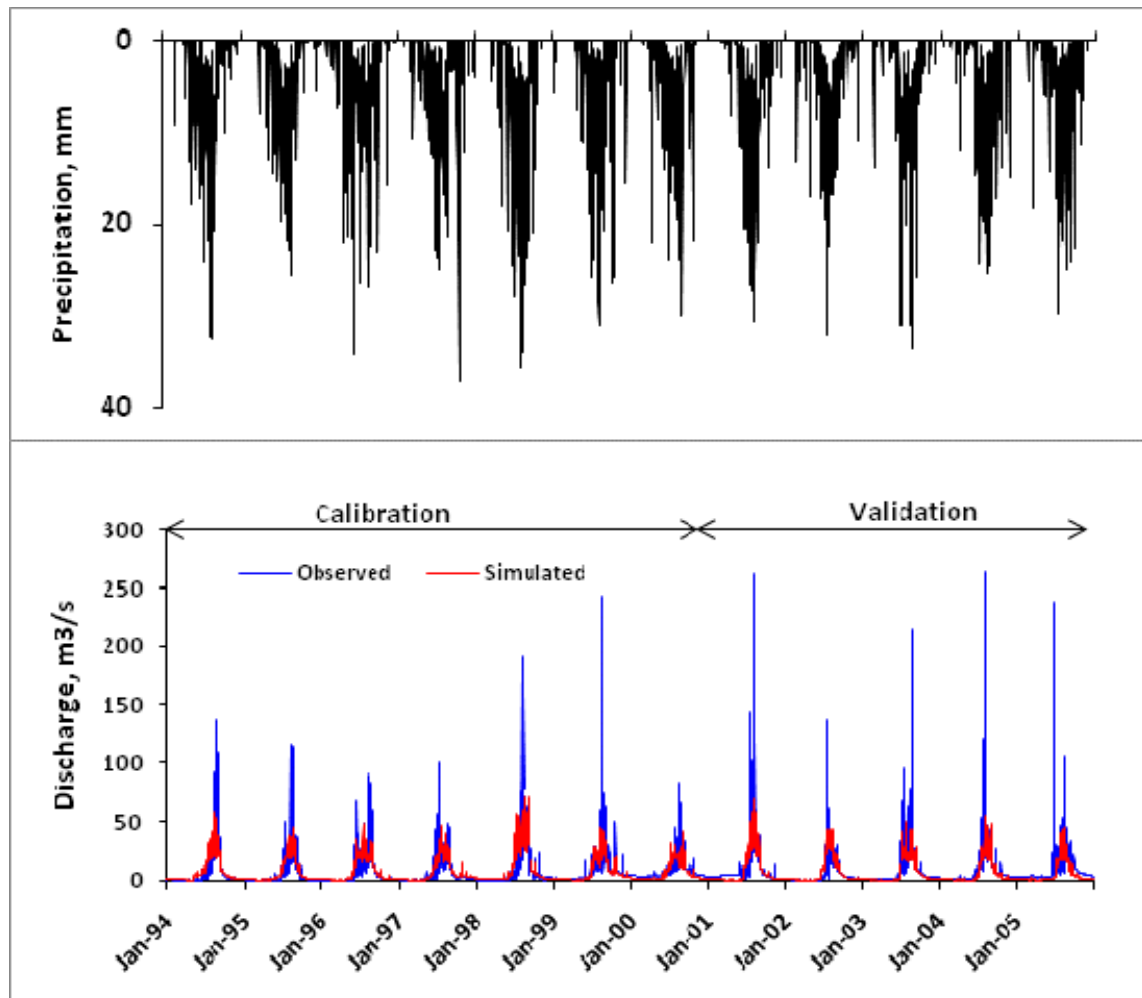 0
20
40
Precipitation, mm
Calibration
Validation
300
250
200
150
100
50
0
Observed
Simulated
Discharge, m3/s
Jan-94
Jan-95
Jan-96
Jan-97
Jan-98
Jan-99
Jan-00
Jan-01
Jan-02
Jan-03
Jan-04
Jan-05